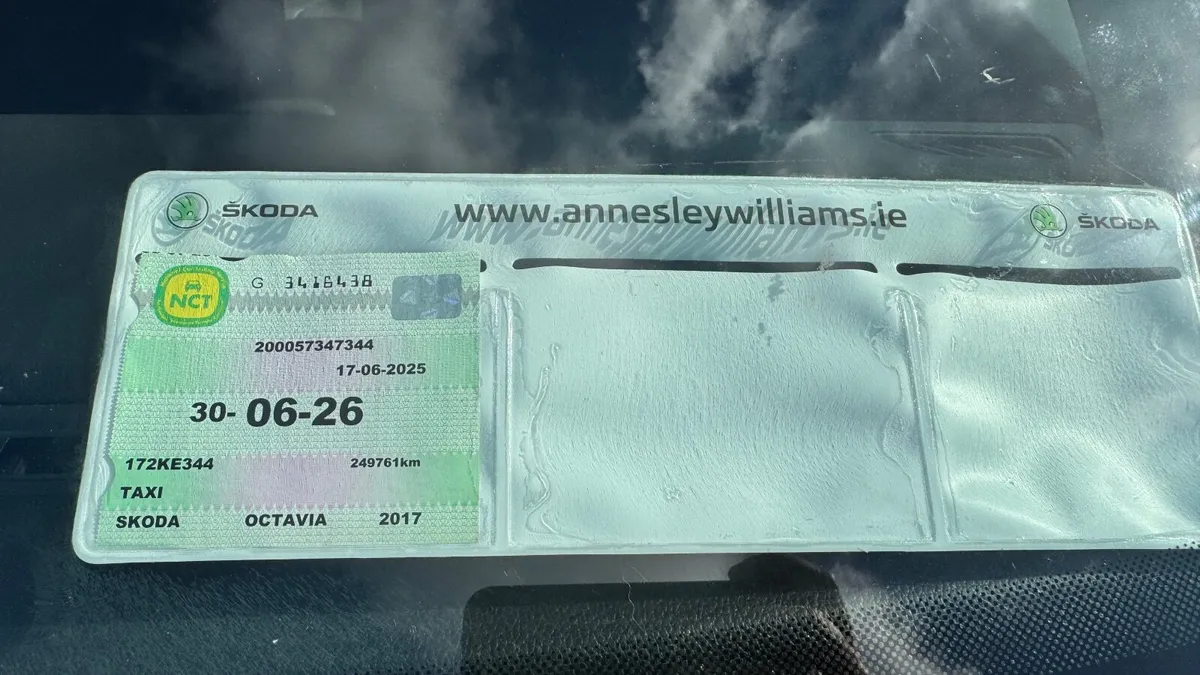 ŠKODA www.annesleywilliams.ie ŠKODA
NCT G 3416438
200057347344
17-06-2025
30- 06-26
172KE344 249761km
TAXI
SKODA OCTAVIA 2017